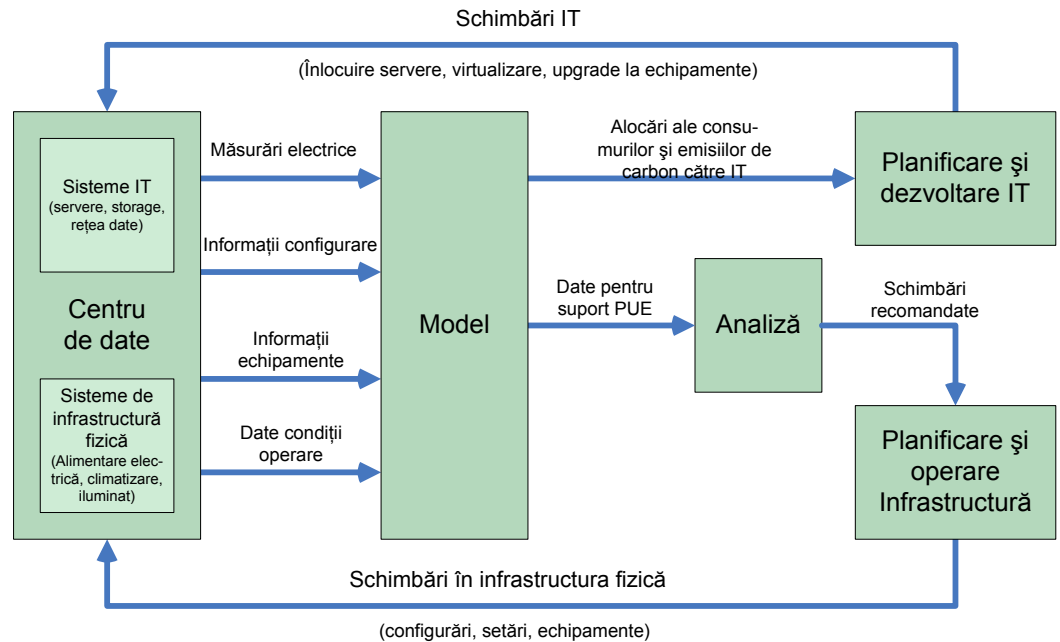 Schimbări IT
(Înlocuire servere, virtualizare, upgrade la echipamente)
Sisteme IT
(servere, storage,
rețea date)
Centru
de date
Sisteme de
infrastructură
fizică
(Alimentare elec-
trică, climatizare,
iluminat)
Măsurări electrice
Informații configurare
Informații
echipamente
Date condiții
operare
Model
Alocări ale consu-
murilor şi emisiilor de
carbon către IT
Date pentru
suport PUE
Analiză
Schimbări
recomandate
Planificare şi
dezvoltare IT
Planificare şi
operare
Infrastructură
Schimbări în infrastructura fizică
(configurări, setări, echipamente)